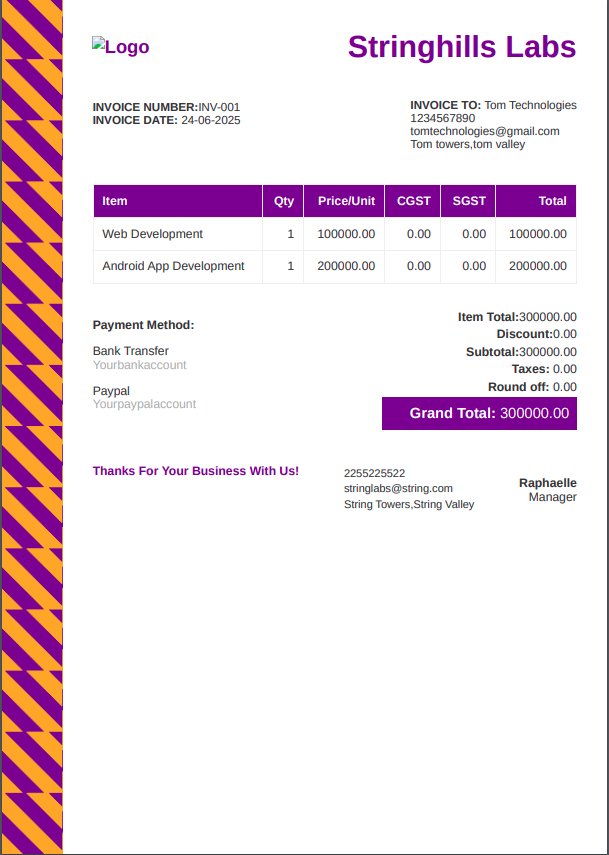 Logo
Stringhills Labs
INVOICE NUMBER:INV-001
INVOICE DATE: 24-06-2025
INVOICE TO: Tom Technologies
1234567890
tomtechnologies@gmail.com
Tom towers,tom valley
Item Qty Price/Unit CGST SGST Total
Web Development 1 100000.00 0.00 0.00 100000.00
Android App Development 1 200000.00 0.00 0.00 200000.00
Payment Method:
Bank Transfer
Yourbankaccount
Paypal
Yourpaypalaccount
Item Total:300000.00
Discount:0.00
Subtotal:300000.00
Taxes: 0.00
Round off: 0.00
Grand Total: 300000.00
Thanks For Your Business With Us!
2255225522
stringlabs@string.com
String Towers,String Valley
Raphaelle
Manager